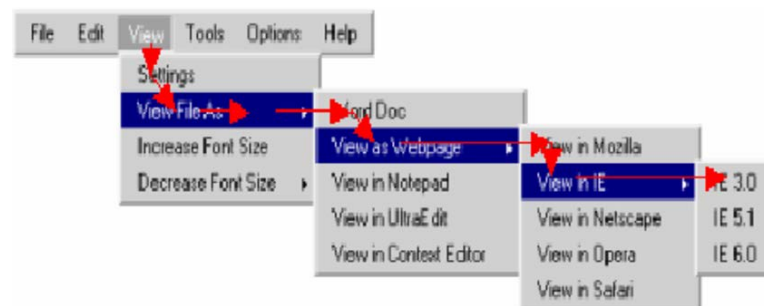 File Edit View Tools Options Help
Settings
View File As
Increase Font Size
Decrease Font Size
Word Doc
View as Webpage
View in Notepad
View in UltraEdit
View in Context Editor
View in Mozilla
View in IE
View in Netscape
View in Opera
View in Safari
IE 3.0
IE 5.1
IE 6.0